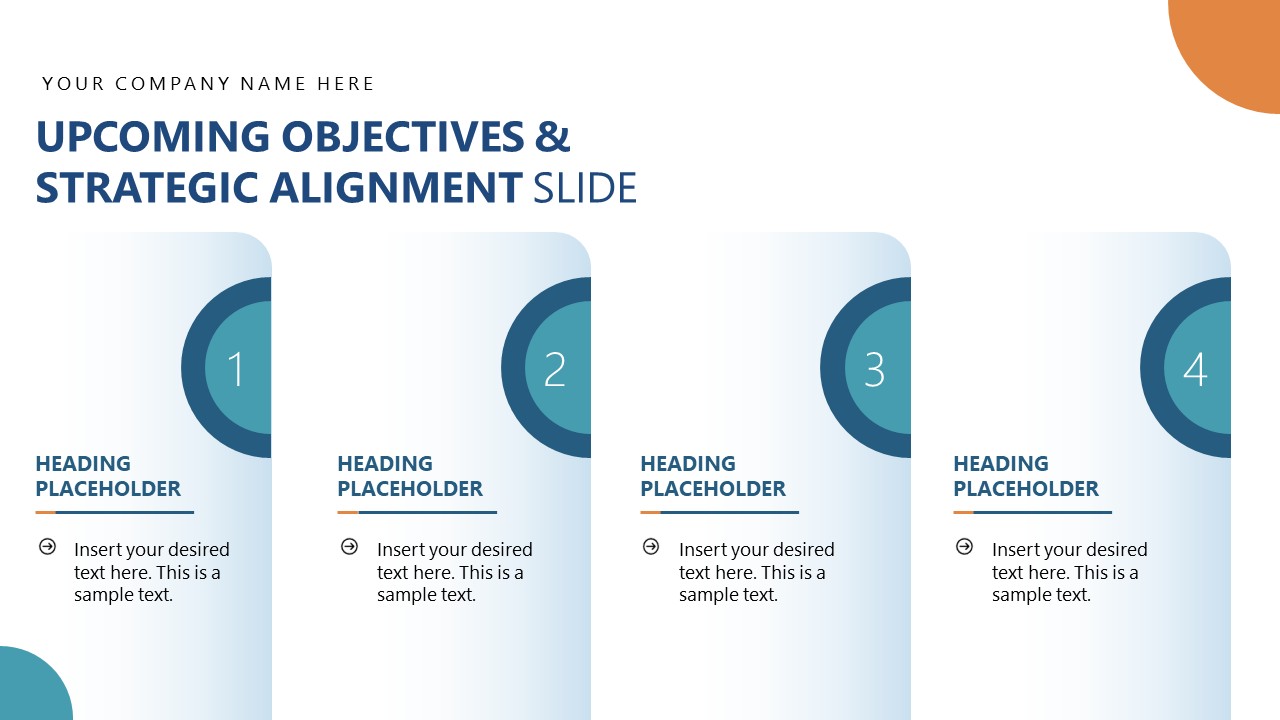 YOUR COMPANY NAME HERE
UPCOMING OBJECTIVES &
STRATEGIC ALIGNMENT SLIDE
1
HEADING
PLACEHOLDER
Insert your desired
text here. This is a
sample text.
2
HEADING
PLACEHOLDER
Insert your desired
text here. This is a
sample text.
3
HEADING
PLACEHOLDER
Insert your desired
text here. This is a
sample text.
4
HEADING
PLACEHOLDER
Insert your desired
text here. This is a
sample text.